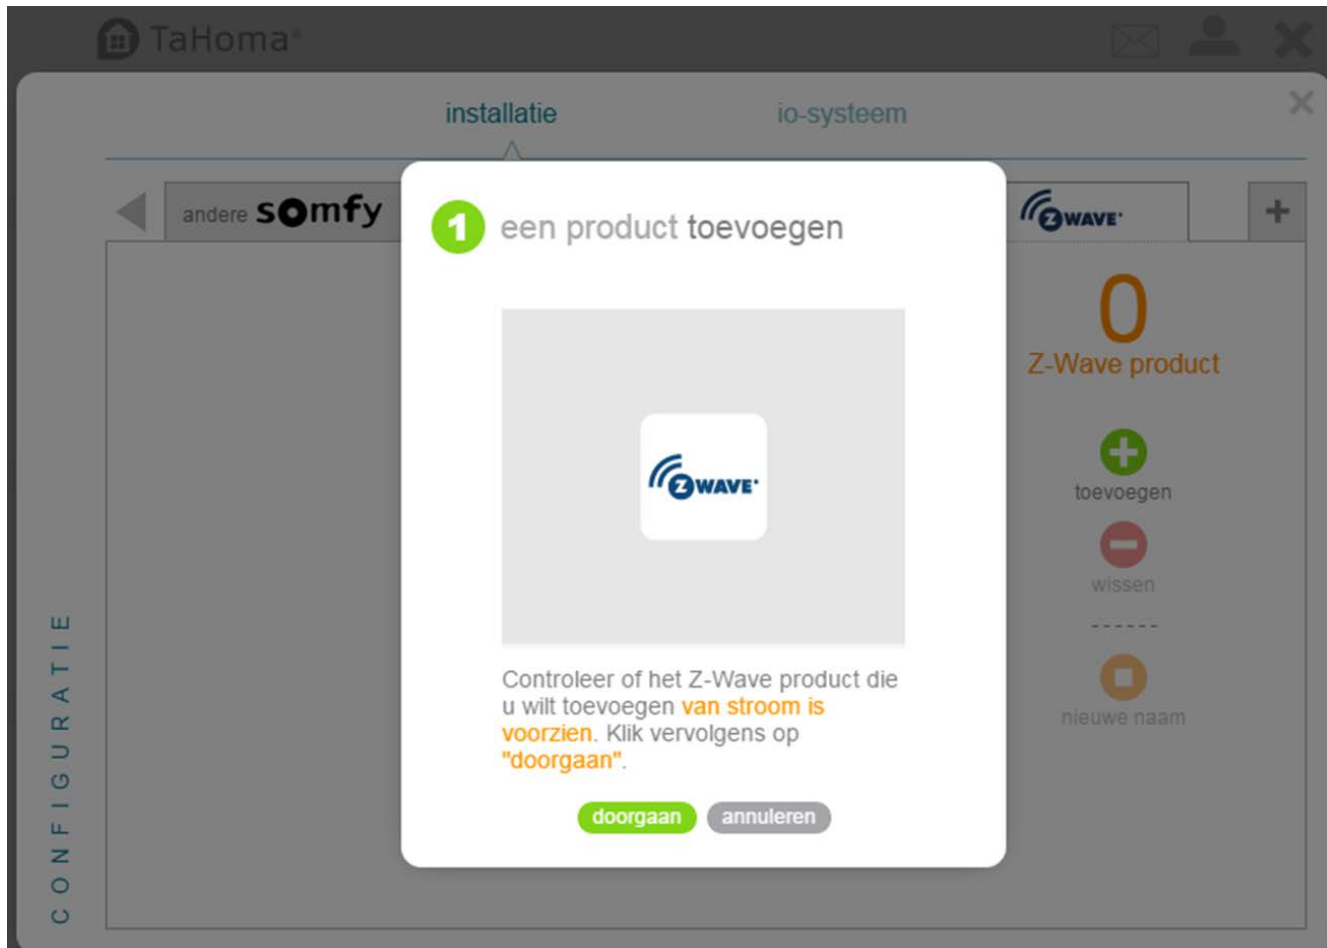 TaHoma®
installatie
io-systeem
andere somfy
ZWAVE
+
1 een product toevoegen
0
Z-Wave product
ZWAVE
toevoegen
wissen
------
nieuwe naam
Controleer of het Z-Wave product die
u wilt toevoegen van stroom is
voorzien. Klik vervolgens op
"doorgaan".
doorgaan
annuleren
CONFIGURATIE